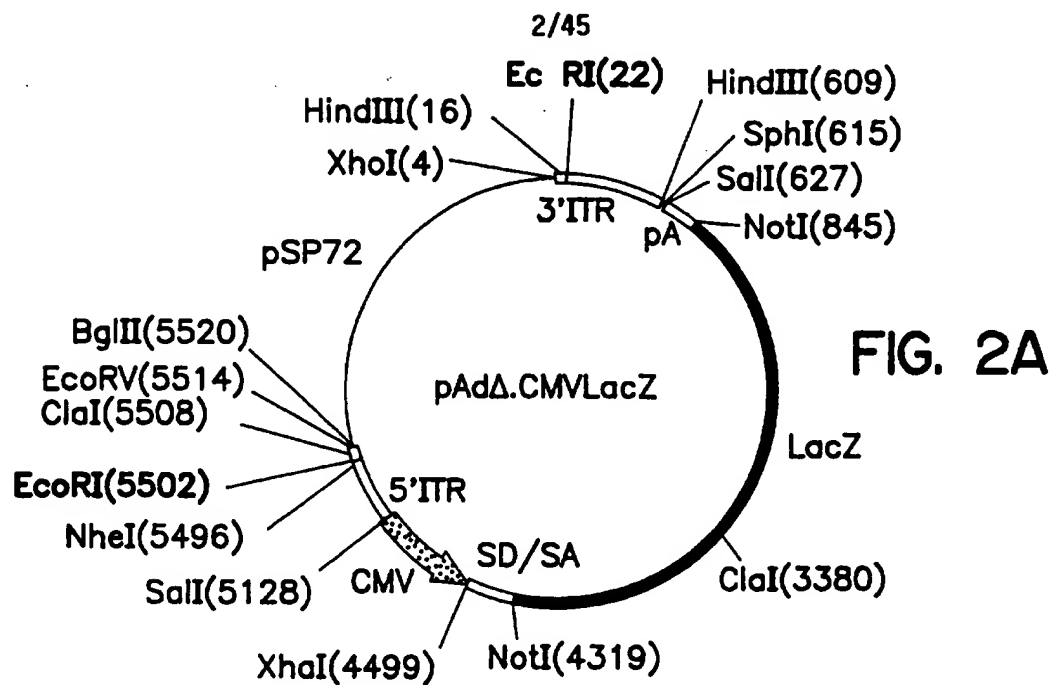 2/45
Ec RI(22)
HindIII(16)
XhoI(4)
HindIII(609)
SphI(615)
SalI(627)
NotI(845)
3'ITR
pA
pSP72
BglII(5520)
EcoRV(5514)
ClaI(5508)
EcoRI(5502)
NheI(5496)
SalI(5128)
XhaI(4499)
5'ITR
CMV
SD/SA
NotI(4319)
ClaI(3380)
LacZ
pAdΔ.CMVLacZ
FIG. 2A